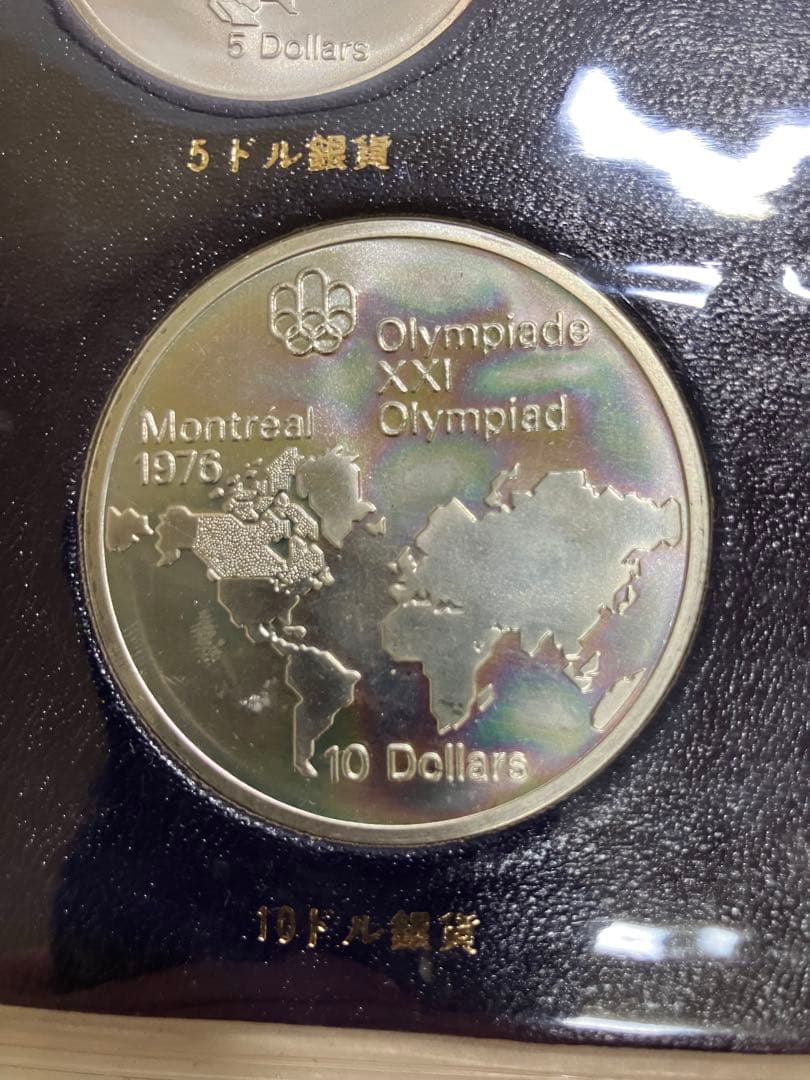 5 Dollars
5ドル銀貨
Olympiade
XXI
Olympiad
Montréal
1976
10 Dollars
10ドル銀貨